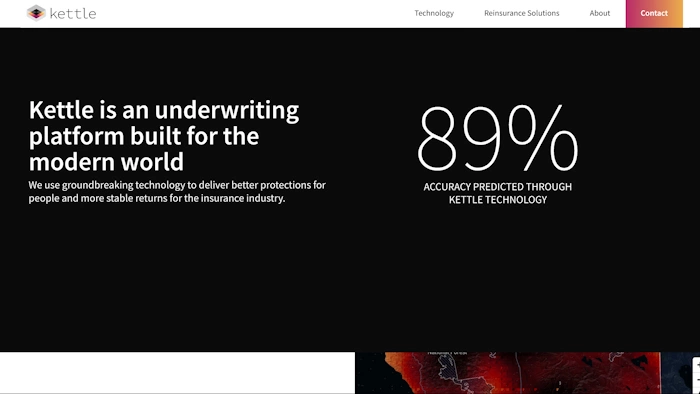 kettle
Technology
Reinsurance Solutions
About
Contact
Kettle is an underwriting
platform built for the
modern world
We use groundbreaking technology to deliver better protections for
people and more stable returns for the insurance industry.
89%
ACCURACY PREDICTED THROUGH
KETTLE TECHNOLOGY